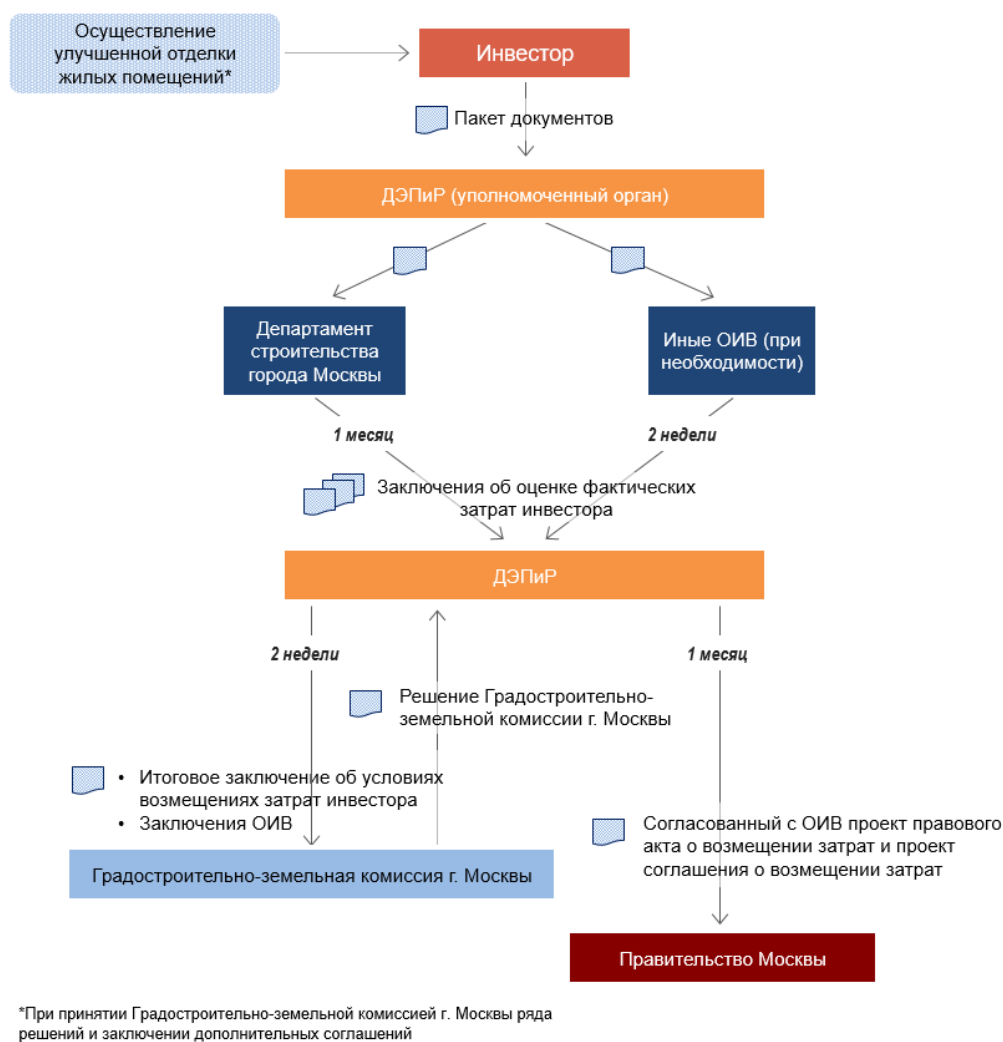 Осуществление
улучшенной отделки
жилых помещений*
Инвестор
Пакет документов
ДЭПиР (уполномоченный орган)
Департамент
строительства
города Москвы
Иные ОИВ (при
необходимости)
1 месяц
2 недели
Заключения об оценке фактических
затрат инвестора
ДЭПиР
2 недели
1 месяц
Решение Градостроительно-
земельной комиссии г. Москвы
• Итоговое заключение об условиях
возмещениях затрат инвестора
• Заключения ОИВ
Согласованный с ОИВ проект правового
акта о возмещении затрат и проект
соглашения о возмещении затрат
Градостроительно-земельная комиссия г. Москвы
Правительство Москвы
*При принятии Градостроительно-земельной комиссией г. Москвы ряда
решений и заключении дополнительных соглашений